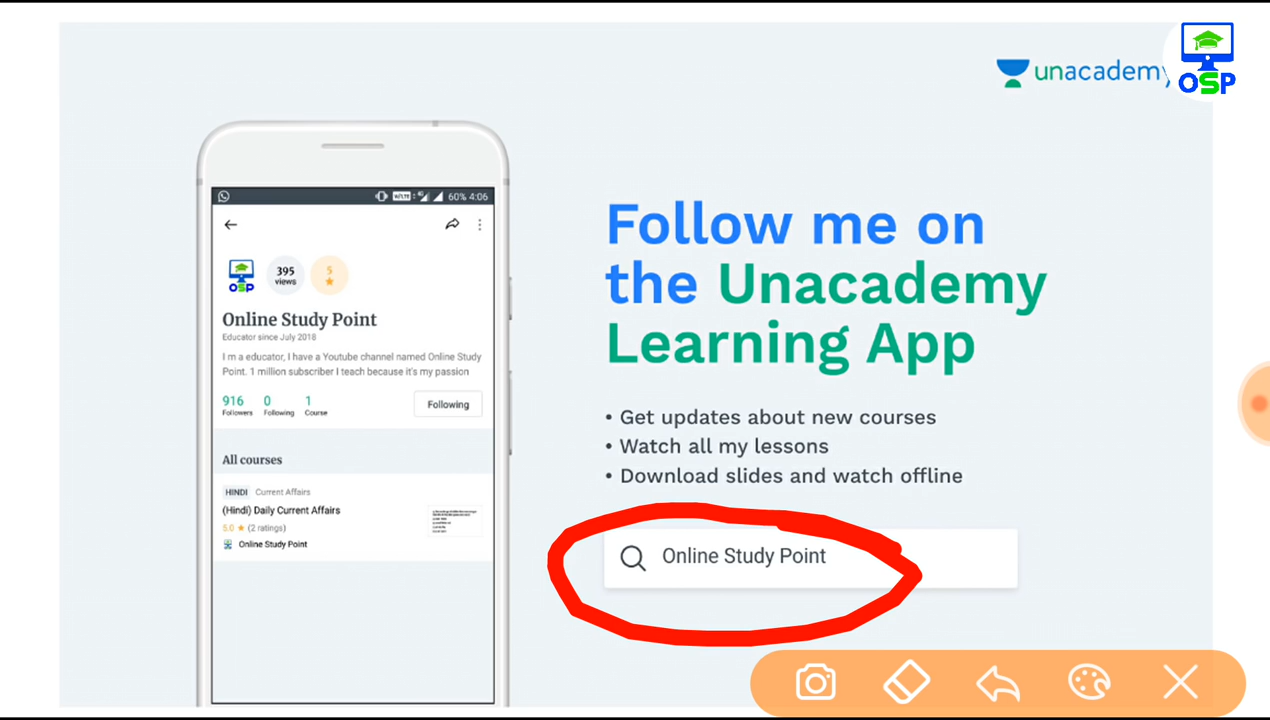 unacademy
OSP
60% 4:06
OSP
395
views
5
Online Study Point
Educator since July 2018
I m a educator, I have a Youtube channel named Online Study
Point. 1 million subscriber I teach because it's my passion
916
Followers
0
Following
1
Course
Following
All courses
HINDI Current Affairs
(Hindi) Daily Current Affairs
5.0 ★ (2 ratings)
Online Study Point
Follow me on
the Unacademy
Learning App
• Get updates about new courses
• Watch all my lessons
• Download slides and watch offline
Online Study Point